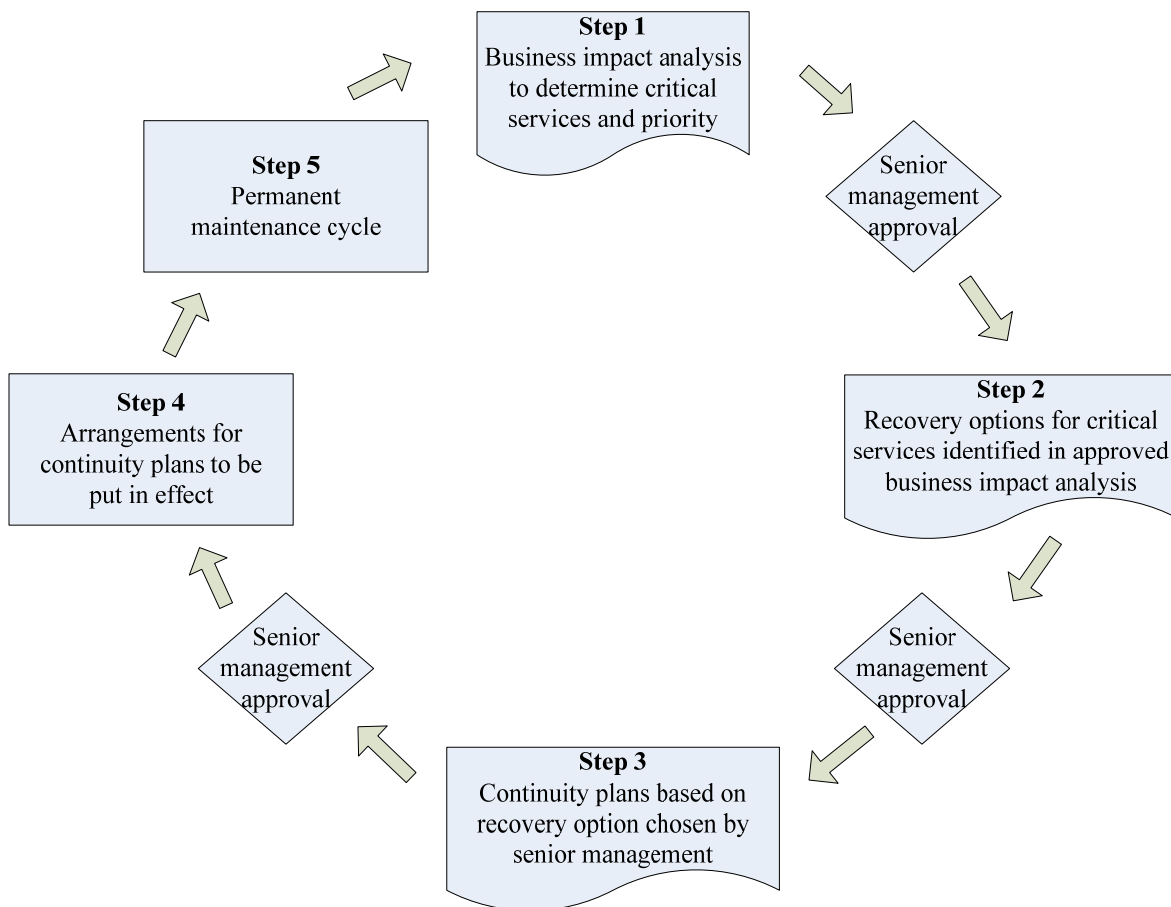 Step 1
Business impact analysis
to determine critical
services and priority
Senior
management
approval
Step 2
Recovery options for critical
services identified in approved
business impact analysis
Senior
management
approval
Step 3
Continuity plans based on
recovery option chosen by
senior management
Senior
management
approval
Step 4
Arrangements for
continuity plans to be
put in effect
Step 5
Permanent
maintenance cycle